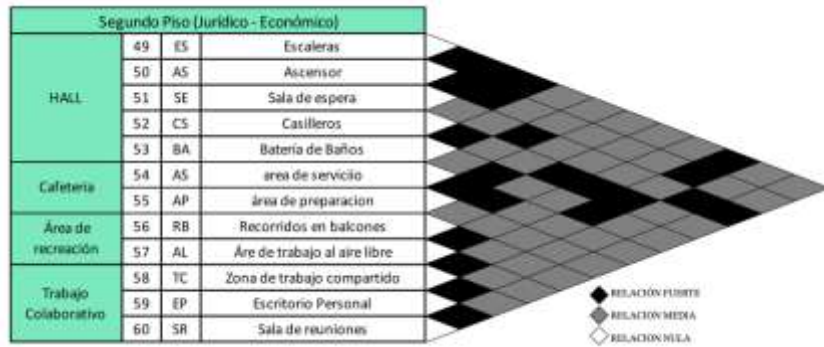 Segundo Piso (Jurídico - Económico)
HALL
49 ES Escaleras
50 AS Ascensor
51 SE Sala de espera
52 CS Casilleros
53 BA Batería de Baños
Cafeteria
54 AS area de serviciio
55 AP área de preparacion
Área de recreación
56 RB Recorridos en balcones
57 AL Áre de trabajo al aire libre
Trabajo Colaborativo
58 TC Zona de trabajo compartido
59 EP Escritorio Personal
60 SR Sala de reuniones
RELACIÓN FUERTE
RELACION MEDIA
RELACION NULA